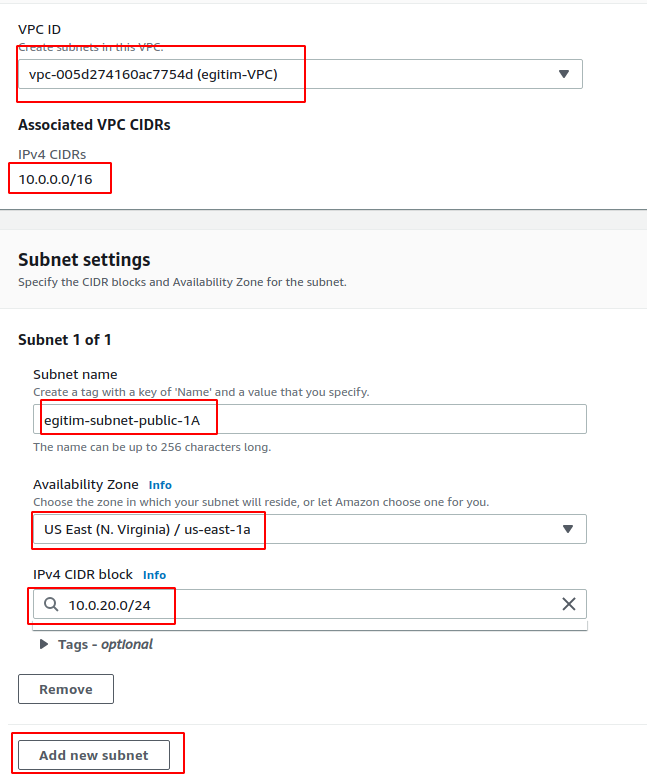 VPC ID
Create subnets in this VPC.
vpc-005d274160ac7754d (egitim-VPC)
Associated VPC CIDRs
IPv4 CIDRs
10.0.0.0/16
Subnet settings
Specify the CIDR blocks and Availability Zone for the subnet.
Subnet 1 of 1
Subnet name
Create a tag with a key of 'Name' and a value that you specify.
egitim-subnet-public-1A
The name can be up to 256 characters long.
Availability Zone Info
Choose the zone in which your subnet will reside, or let Amazon choose one for you.
US East (N. Virginia) / us-east-1a
IPv4 CIDR block Info
10.0.20.0/24
Tags - optional
Remove
Add new subnet